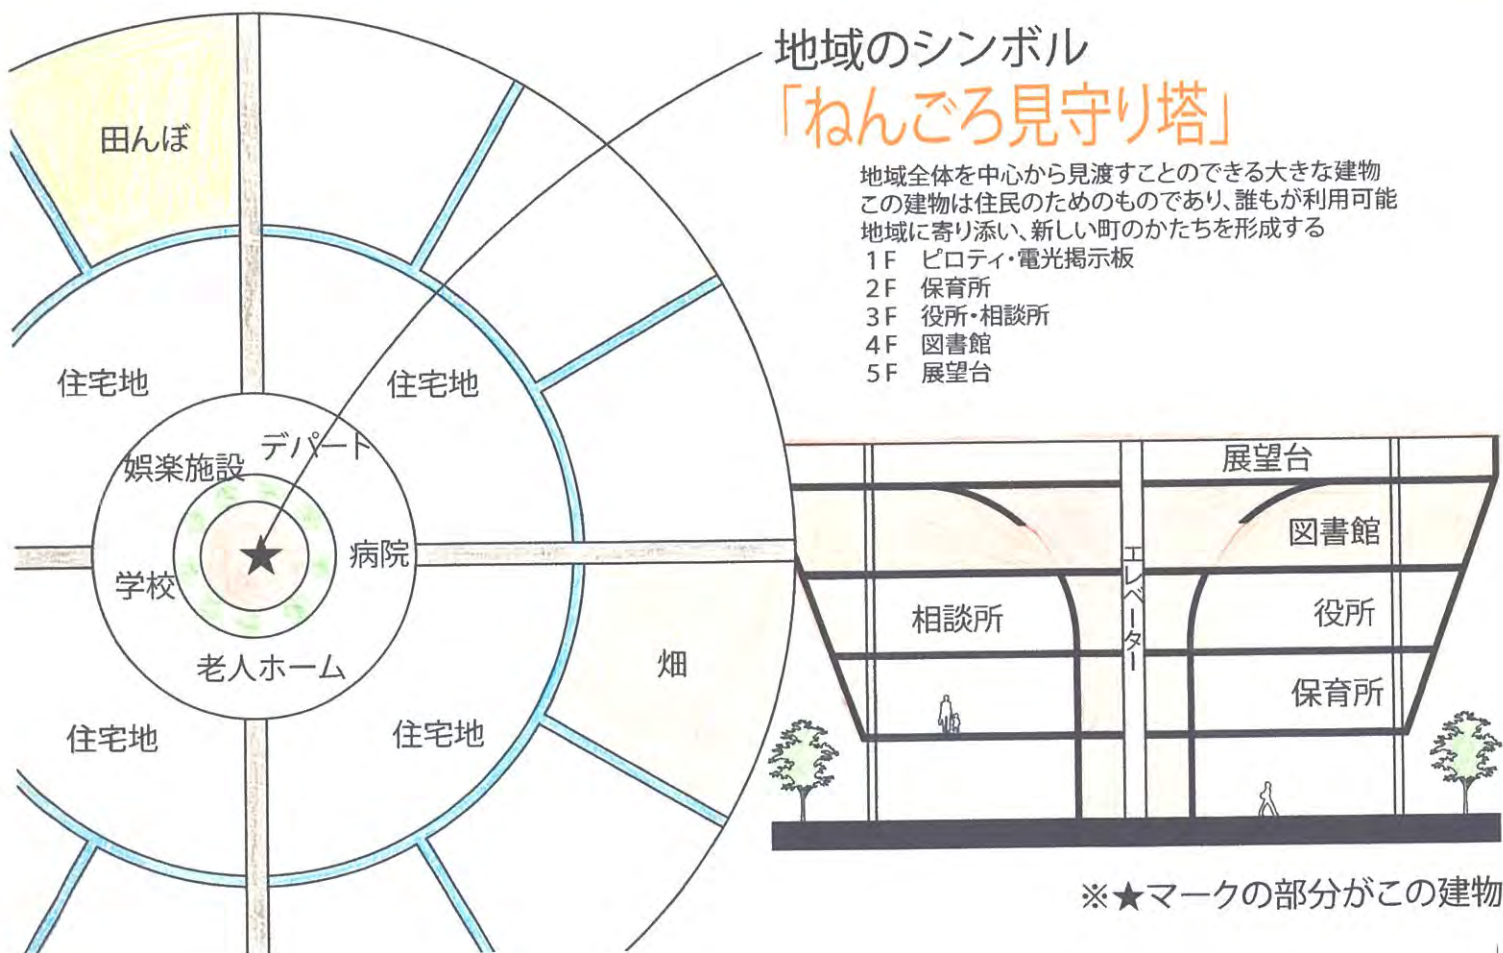 地域のシンボル
「ねんごろ見守り塔」
地域全体を中心から見渡すことのできる大きな建物
この建物は住民のためのものであり、誰もが利用可能
地域に寄り添い、新しい町のかたちを形成する
1F　ピロティ・電光掲示板
2F　保育所
3F　役所・相談所
4F　図書館
5F　展望台
田んぼ
住宅地
住宅地
デパート
娯楽施設
病院
学校
老人ホーム
畑
住宅地
住宅地
展望台
図書館
エレベーター
相談所
役所
保育所
※★マークの部分がこの建物